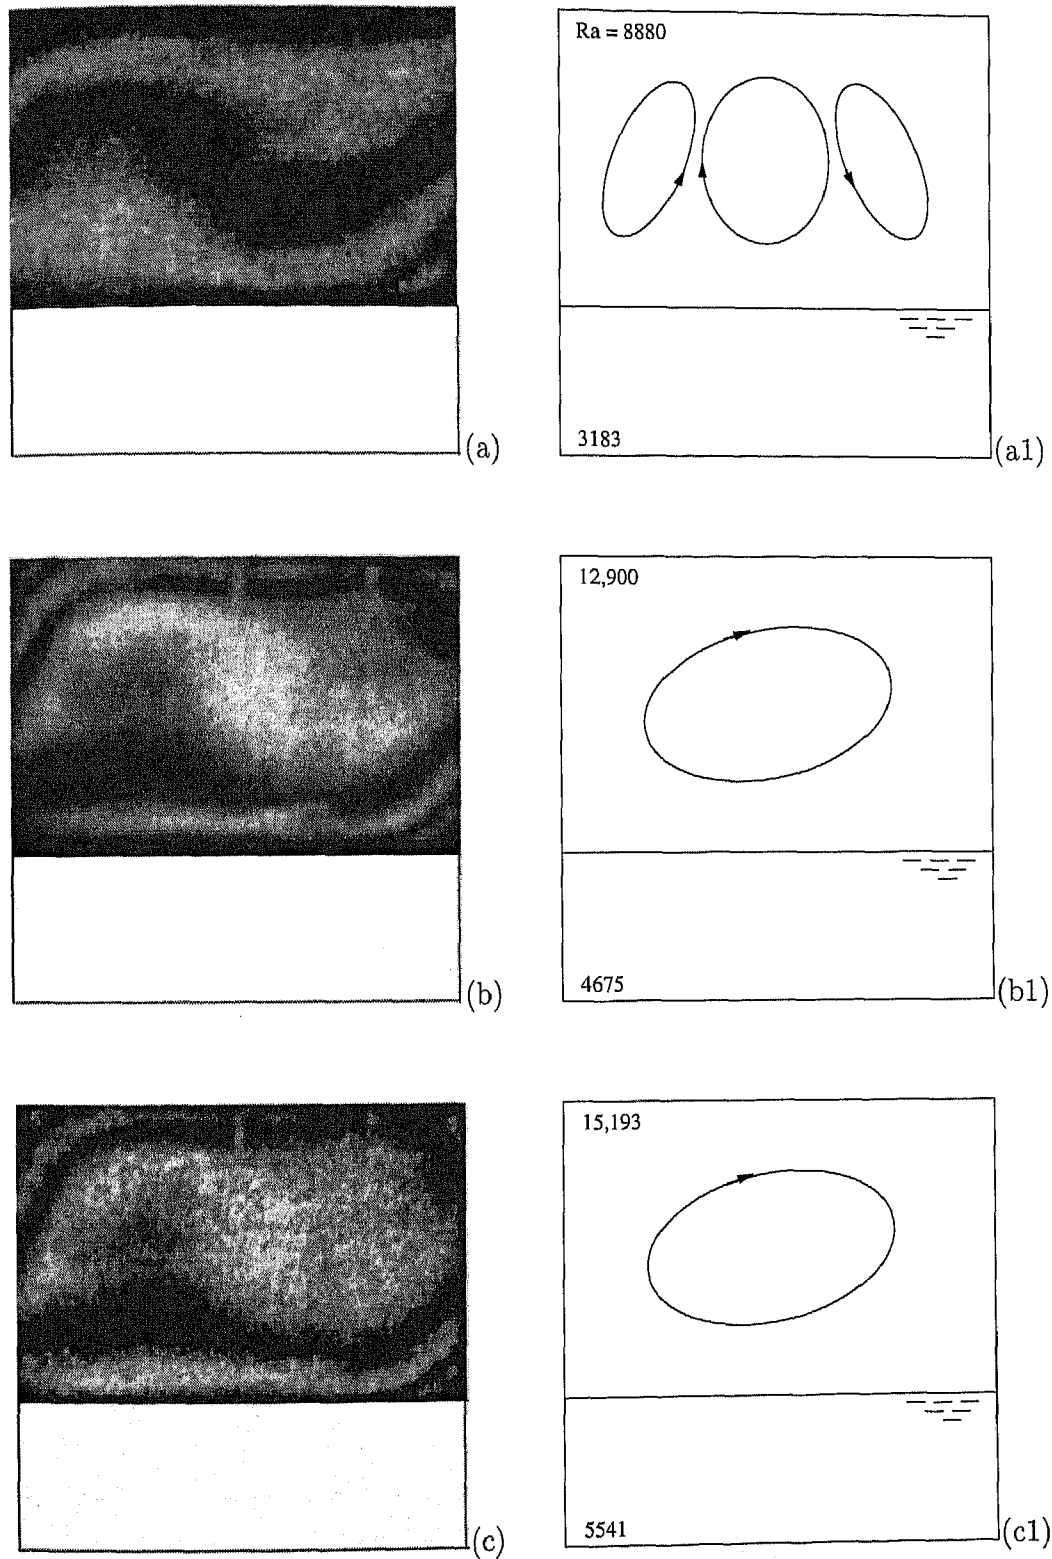 Ra = 8880
3183
(a)
(a1)
12,900
4675
(b)
(b1)
15,193
5541
(c)
(c1)